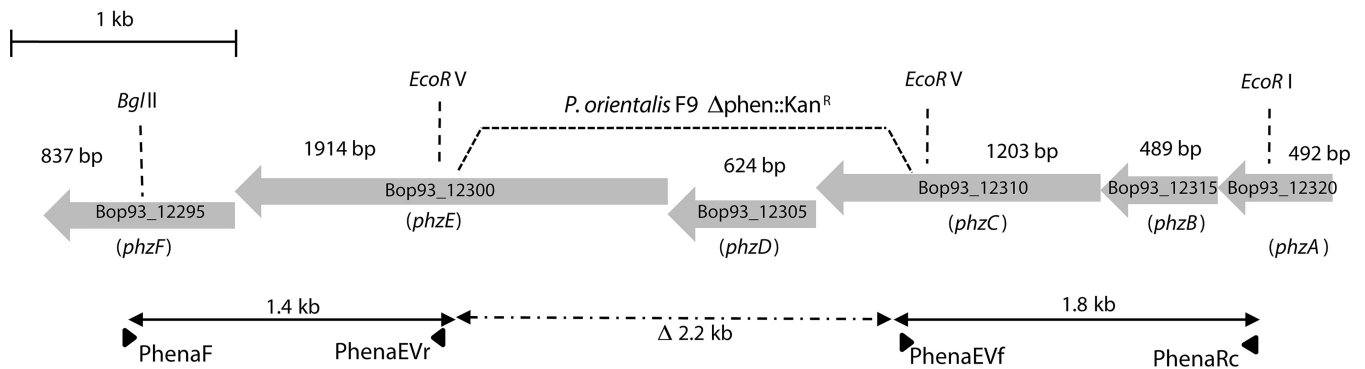 1 kb
EcoR V
EcoR V
EcoR I
Bgl II
P. orientalis F9 Δphen::Kan^R
837 bp
1914 bp
624 bp
1203 bp
489 bp
492 bp
Bop93_12295
Bop93_12300
Bop93_12305
Bop93_12310
Bop93_12315
Bop93_12320
(phzF)
(phzE)
(phzD)
(phzC)
(phzB)
(phzA)
1.4 kb
Δ 2.2 kb
1.8 kb
PhenaF
PhenaEVr
PhenaEVf
PhenaRc